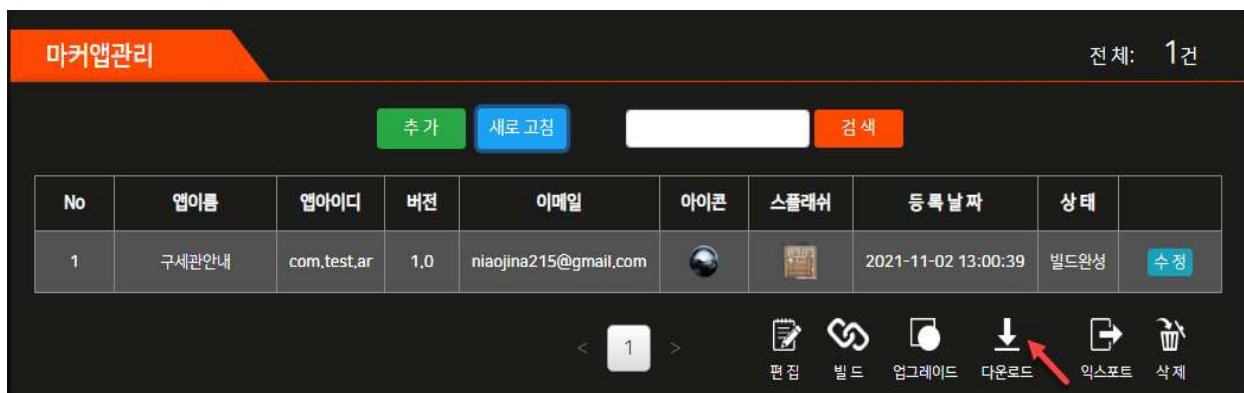 마커앱관리
전체: 1건
추가 새로 고침 검색
No 앱이름 앱아이디 버전 이메일 아이콘 스플래쉬 등록날짜 상태
1 구세관안내 com.test.ar 1.0 niaojina215@gmail.com 2021-11-02 13:00:39 빌드완성 수정
< 1 >
편집 빌드 업그레이드 다운로드 익스포트 삭제